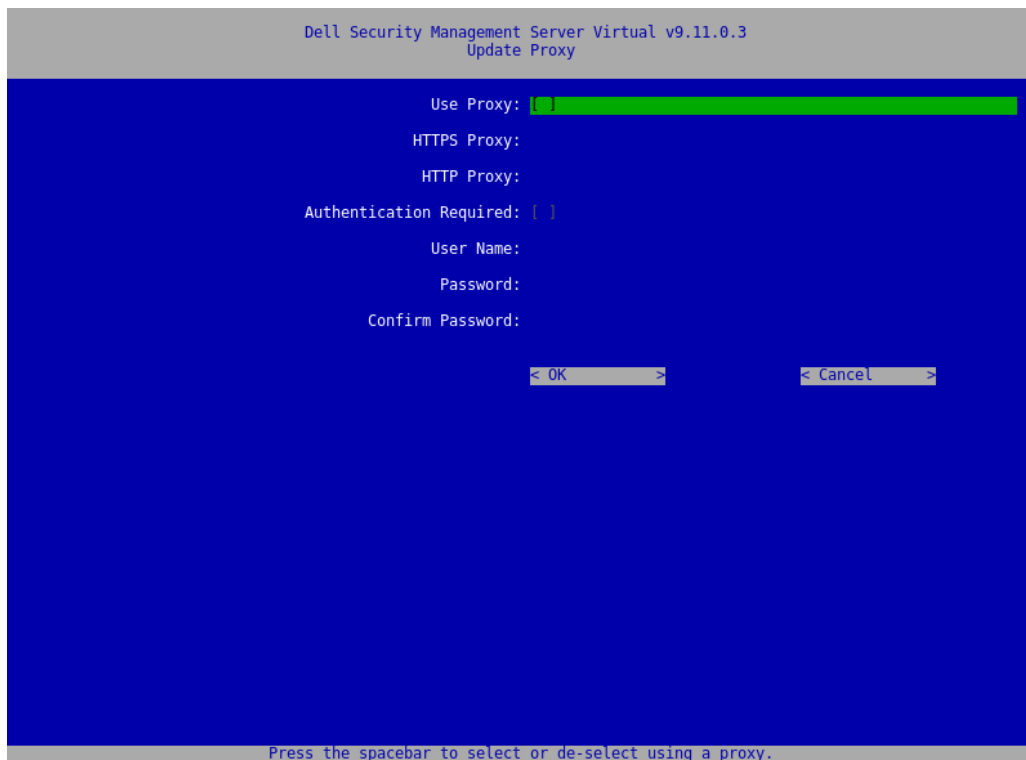 Dell Security Management Server Virtual v9.11.0.3
Update Proxy
Use Proxy: [ ]
HTTPS Proxy:
HTTP Proxy:
Authentication Required: [ ]
User Name:
Password:
Confirm Password:
< OK > < Cancel >
Press the spacebar to select or de-select using a proxy.